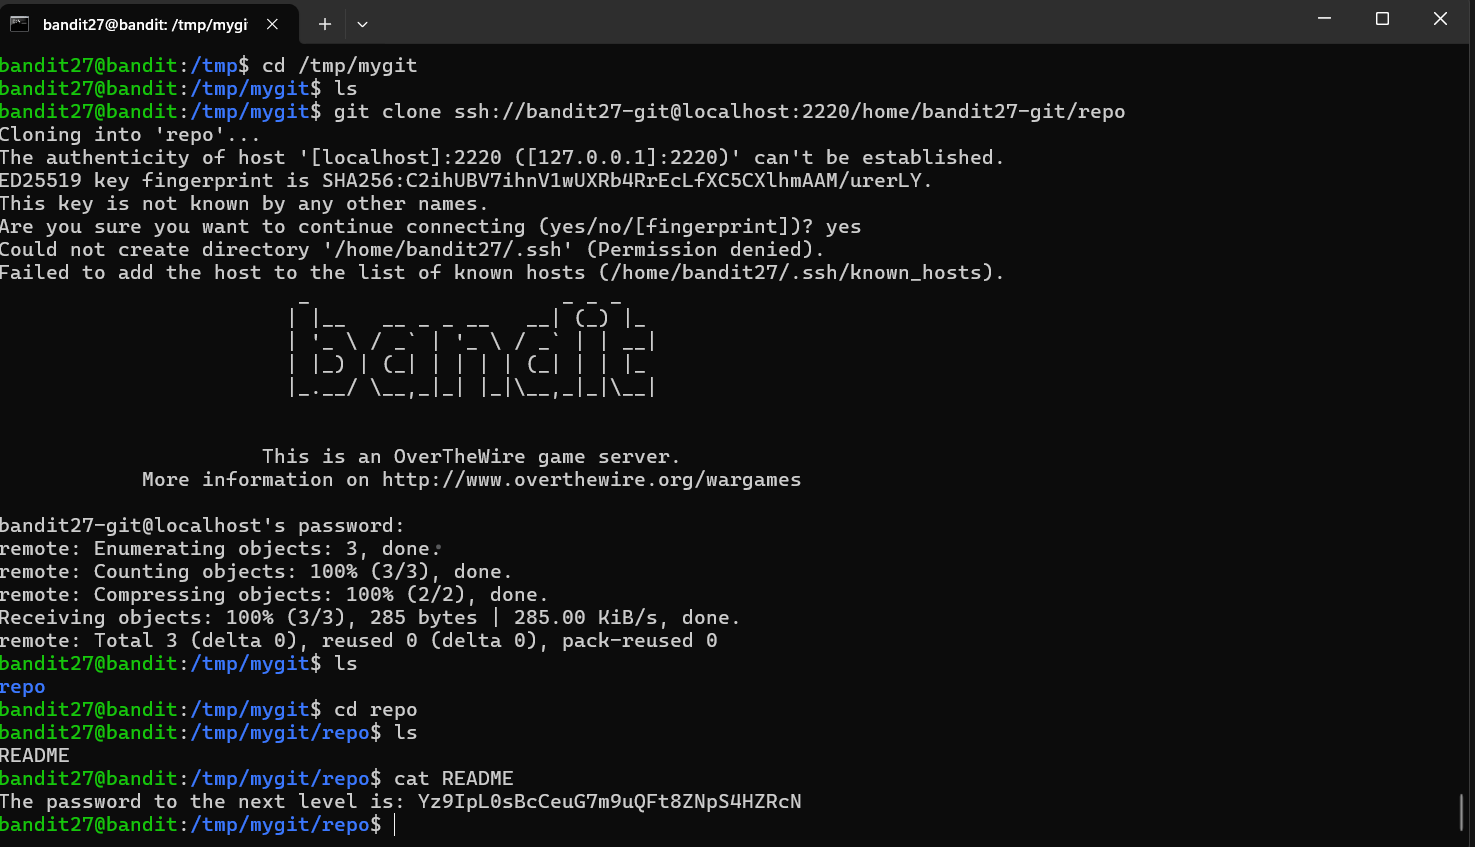 bandit27@bandit: /tmp/mygi
bandit27@bandit:/tmp$ cd /tmp/mygit
bandit27@bandit:/tmp/mygit$ ls
bandit27@bandit:/tmp/mygit$ git clone ssh://bandit27-git@localhost:2220/home/bandit27-git/repo
Cloning into 'repo'...
The authenticity of host '[localhost]:2220 ([127.0.0.1]:2220)' can't be established.
ED25519 key fingerprint is SHA256:C2ihUBV7ihnV1wUXRb4RrEcLfXC5CXlhmAAM/urerLY.
This key is not known by any other names.
Are you sure you want to continue connecting (yes/no/[fingerprint])? yes
Could not create directory '/home/bandit27/.ssh' (Permission denied).
Failed to add the host to the list of known hosts (/home/bandit27/.ssh/known_hosts).
bandit
This is an OverTheWire game server.
More information on http://www.overthewire.org/wargames
bandit27-git@localhost's password:
remote: Enumerating objects: 3, done.
remote: Counting objects: 100% (3/3), done.
remote: Compressing objects: 100% (2/2), done.
Receiving objects: 100% (3/3), 285 bytes | 285.00 KiB/s, done.
remote: Total 3 (delta 0), reused 0 (delta 0), pack-reused 0
bandit27@bandit:/tmp/mygit$ ls
repo
bandit27@bandit:/tmp/mygit$ cd repo
bandit27@bandit:/tmp/mygit/repo$ ls
README
bandit27@bandit:/tmp/mygit/repo$ cat README
The password to the next level is: Yz9IpL0sBcCeuG7m9uQFt8ZNpS4HZRcN
bandit27@bandit:/tmp/mygit/repo$